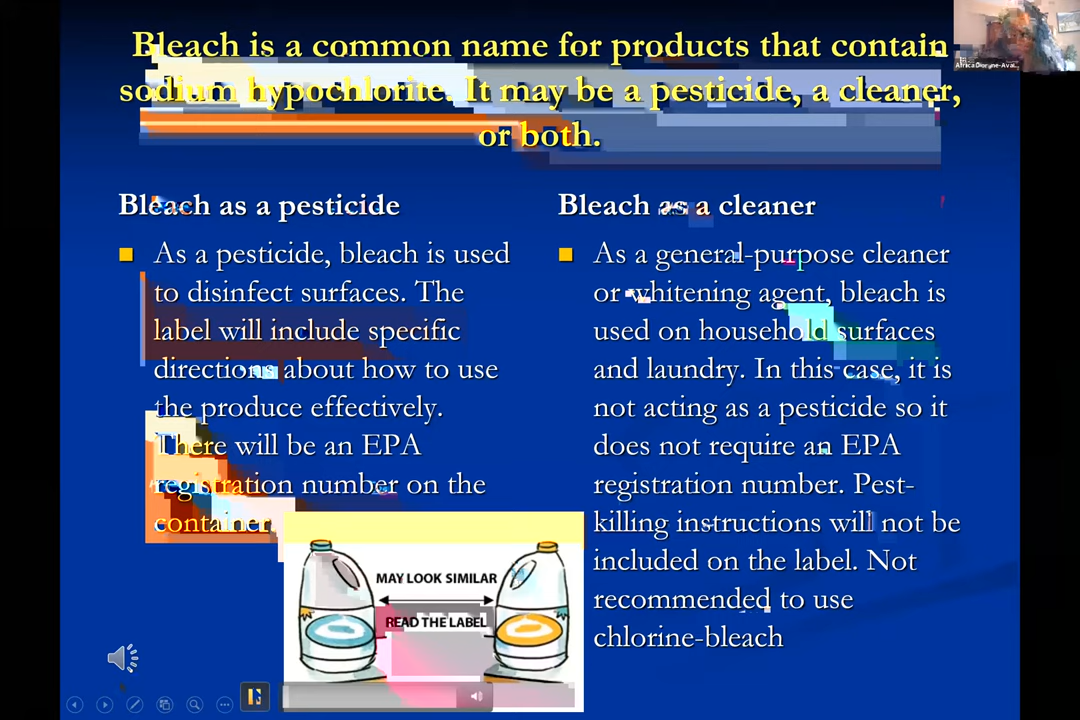 Bleach is a common name for products that contain
sodium hypochlorite. It may be a pesticide, a cleaner,
or both.
Bleach as a pesticide
As a pesticide, bleach is used
to disinfect surfaces. The
label will include specific
directions about how to use
the produce effectively.
There will be an EPA
registration number on the
container.
MAY LOOK SIMILAR
READ THE LABEL
Bleach as a cleaner
As a general-purpose cleaner
or whitening agent, bleach is
used on household surfaces
and laundry. In this case, it is
not acting as a pesticide so it
does not require an EPA
registration number. Pest-
killing instructions will not be
included on the label. Not
recommended to use
chlorine-bleach